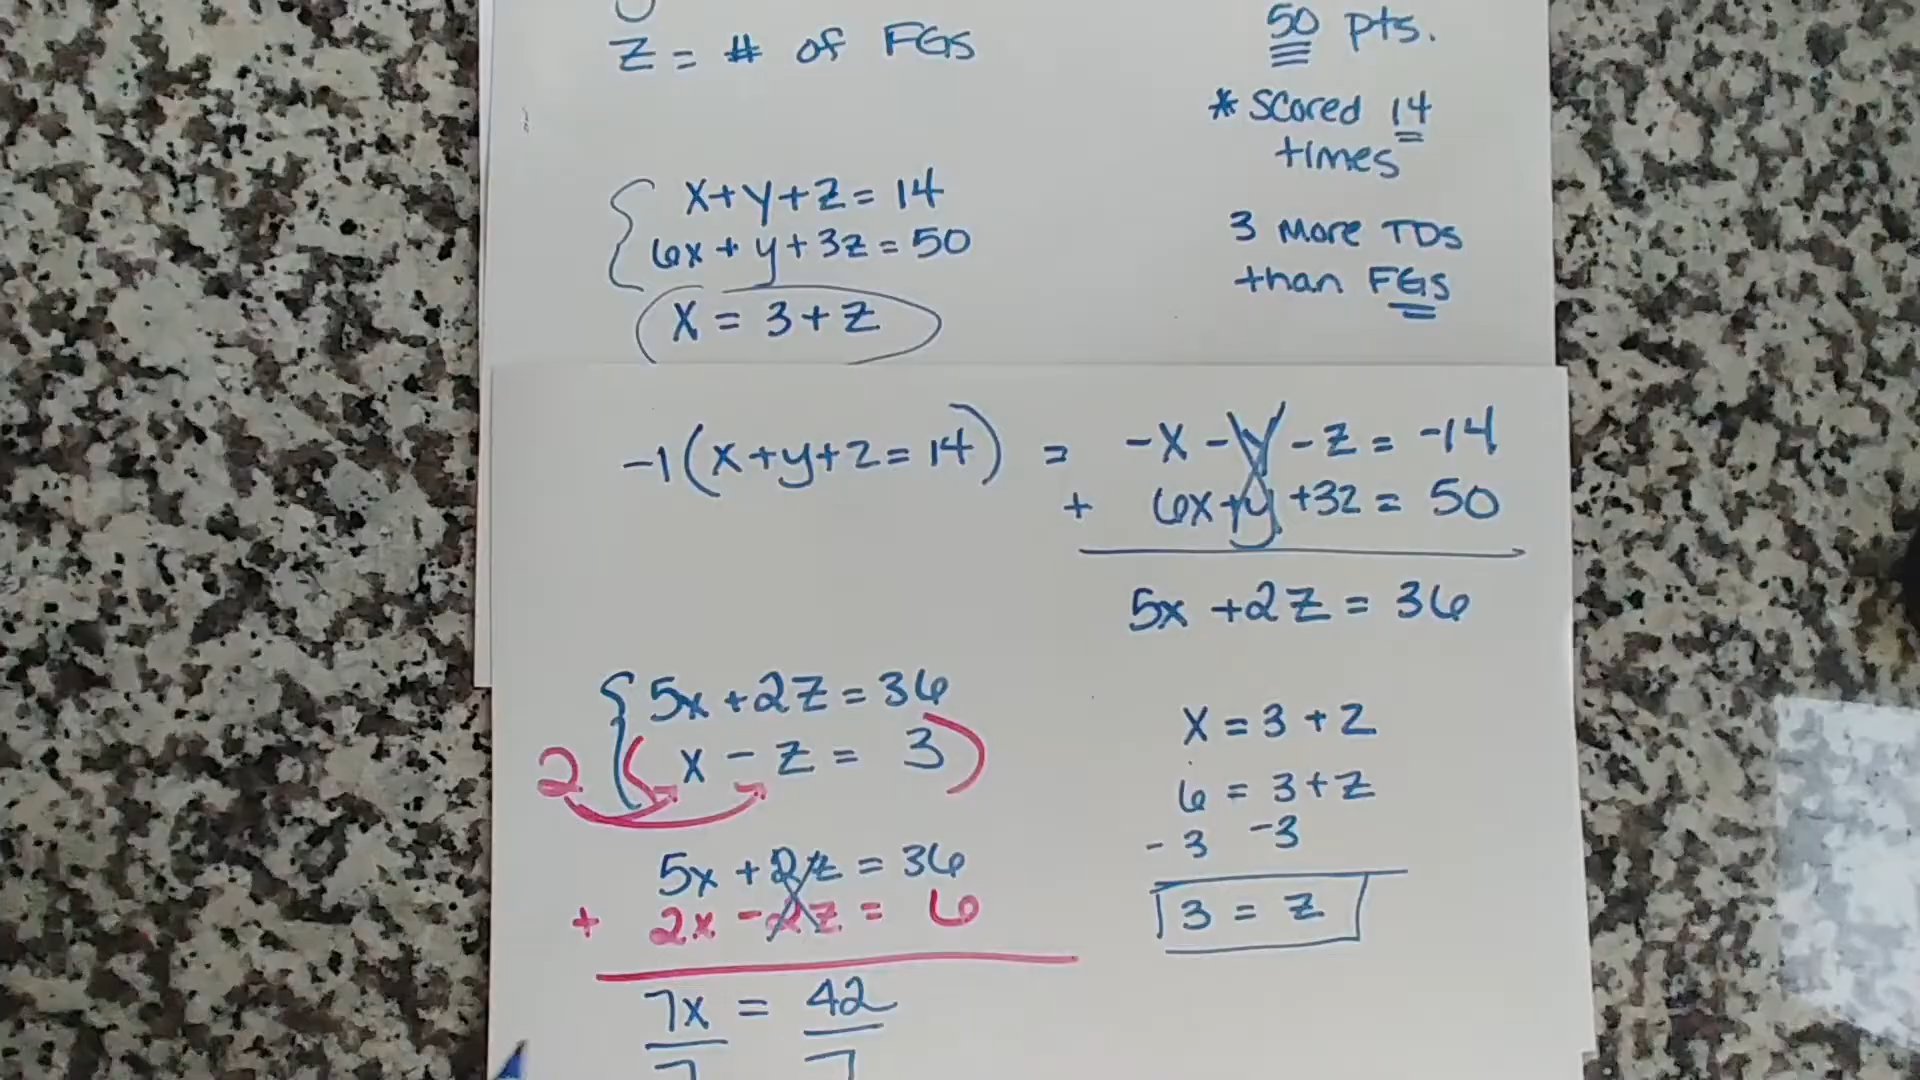 z = # of FGs
50 pts.
* Scored 14
times
3 More TDs
than FGs
x+y+z = 14
6x + y + 3z = 50
x = 3 + z
-1(x+y+z = 14) = -x - y - z = -14
+ 6x+y+3z = 50
5x + 2z = 36
5x + 2z = 36
2 ( x - z = 3 )
5x + 2z = 36
+ 2x - 2z = 6
7x = 42
7 7
x = 3 + z
6 = 3 + z
- 3 -3
3 = z